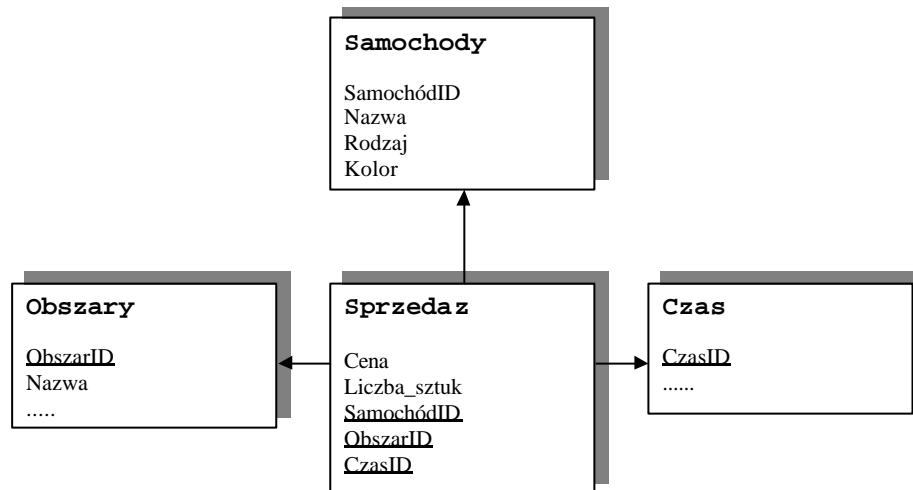 Samochody
SamochódID
Nazwa
Rodzaj
Kolor
Obszary
ObszarID
Nazwa
.....
Sprzedaz
Cena
Liczba_sztuk
SamochódID
ObszarID
CzasID
Czas
CzasID
......